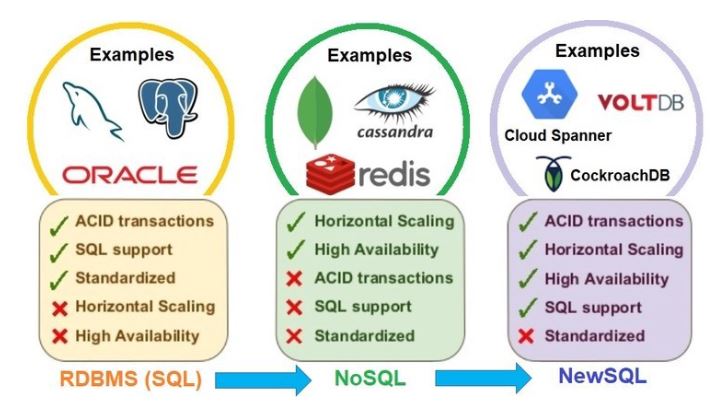 Examples
ORACLE
ACID transactions
SQL support
Standardized
Horizontal Scaling
High Availability
RDBMS (SQL)
Examples
cassandra
redis
Horizontal Scaling
High Availability
ACID transactions
SQL support
Standardized
NoSQL
Examples
VOLTDB
Cloud Spanner
CockroachDB
ACID transactions
Horizontal Scaling
High Availability
SQL support
Standardized
NewSQL